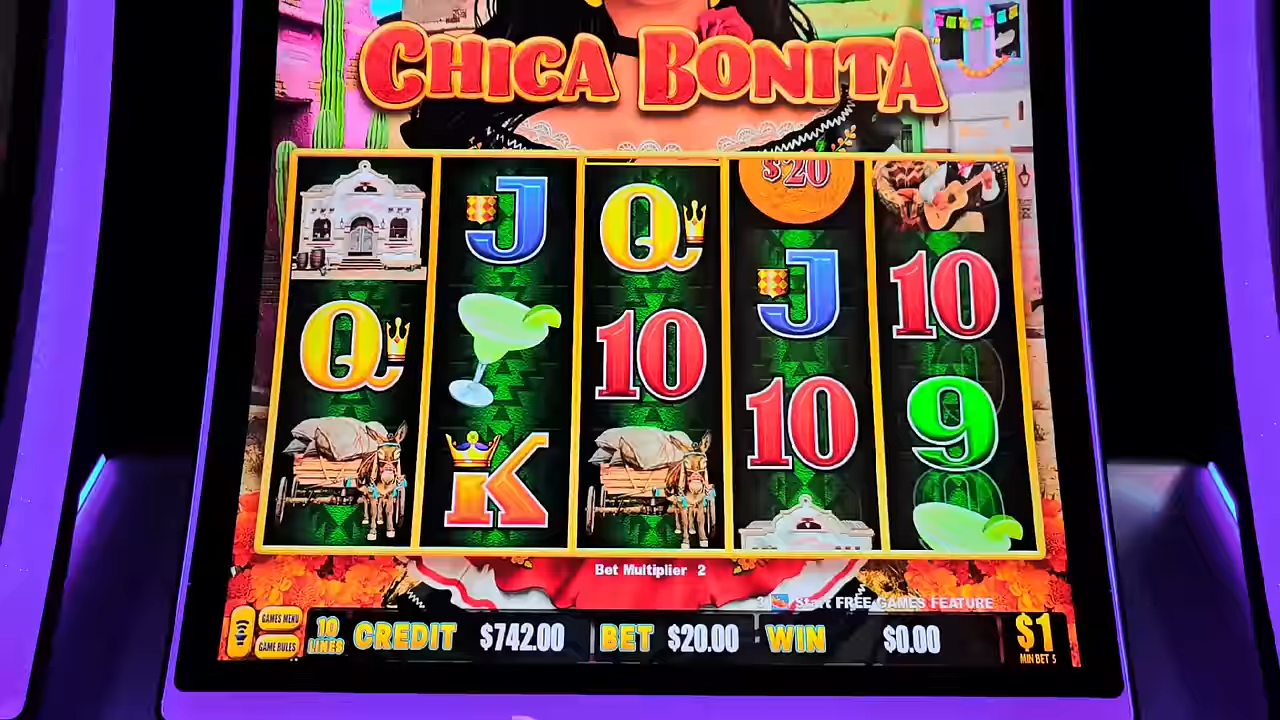 CHICA BONITA
$20
J
Q
J
10
Q
10
10
9
K
Bet Multiplier 2
FREE GAMES FEATURE
GAMES MENU
GAME RULES
10 LINES
CREDIT $742.00
BET $20.00
WIN $0.00
$1
MIN BET 5